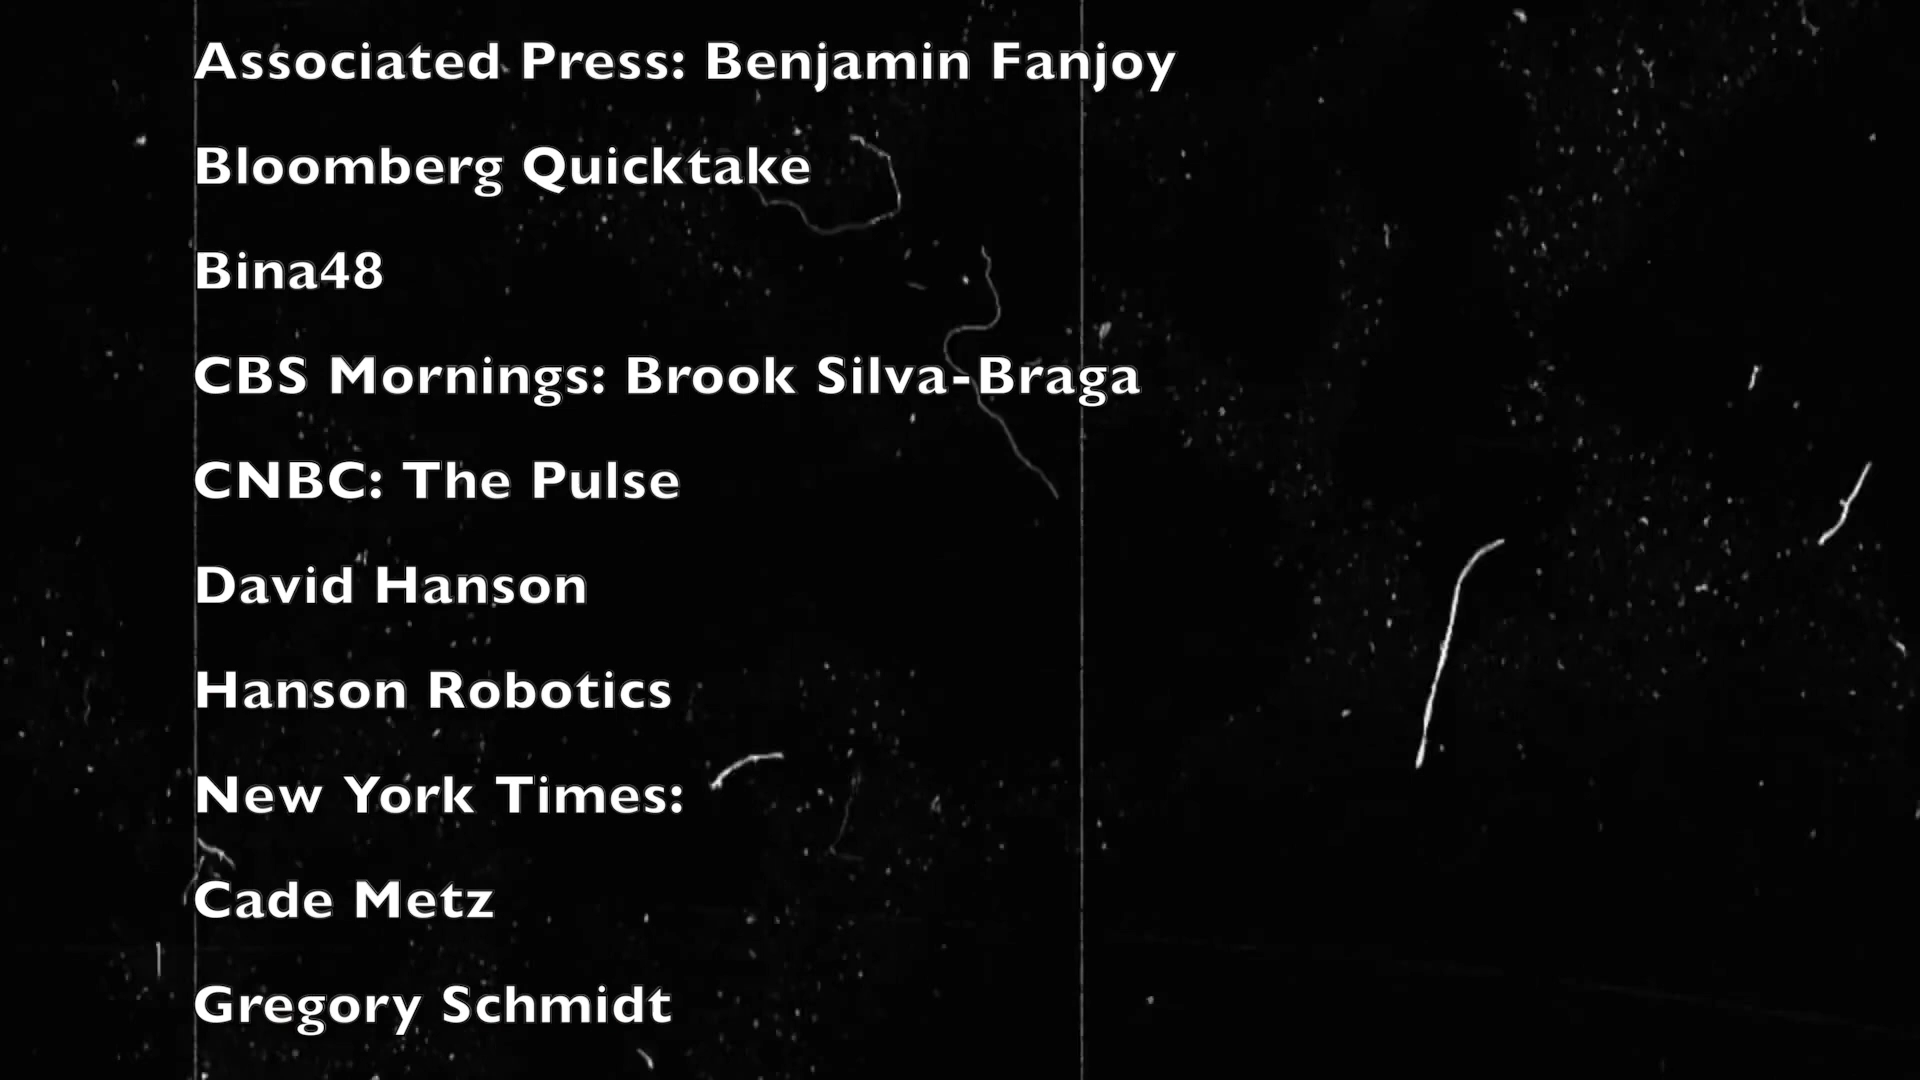 Associated Press: Benjamin Fanjoy
Bloomberg Quicktake
Bina48
CBS Mornings: Brook Silva-Braga
CNBC: The Pulse
David Hanson
Hanson Robotics
New York Times:
Cade Metz
Gregory Schmidt